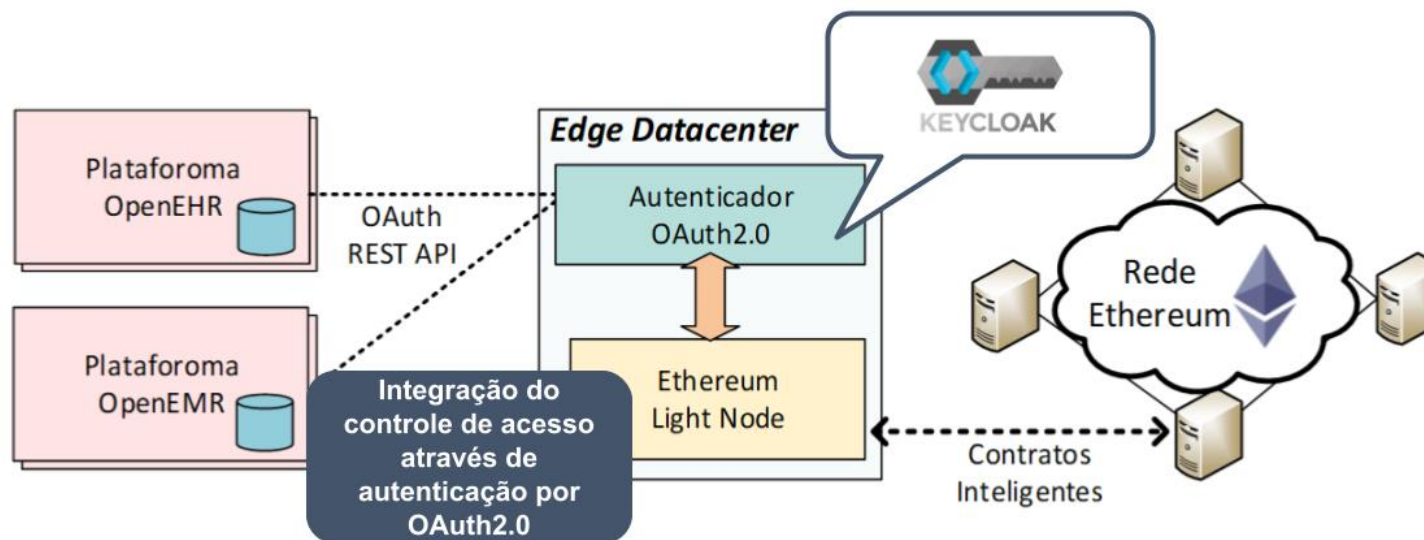 KEYCLOAK
Edge Datacenter
Plataforoma
OpenEHR
OAuth
REST API
Autenticador
OAuth2.0
Rede
Ethereum
Plataforoma
OpenEMR
Integração do
controle de acesso
através de
autenticação por
OAuth2.0
Ethereum
Light Node
Contratos
Inteligentes